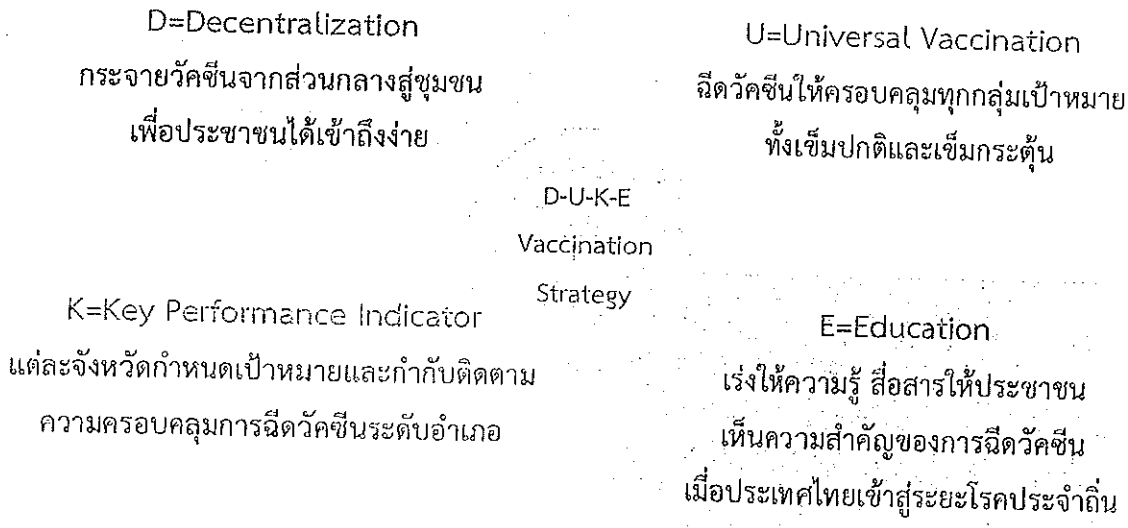 D=Decentralization
กระจายวัคซีนจากส่วนกลางสู่ชุมชน
เพื่อประชาชนได้เข้าถึงง่าย
U=Universal Vaccination
ฉีดวัคซีนให้ครอบคลุมทุกกลุ่มเป้าหมาย
ทั้งเข็มปกติและเข็มกระตุ้น
D-U-K-E
Vaccination
Strategy
K=Key Performance Indicator
แต่ละจังหวัดกำหนดเป้าหมายและกำกับติดตาม
ความครอบคลุมการฉีดวัคซีนระดับอำเภอ
E=Education
เร่งให้ความรู้ สื่อสารให้ประชาชน
เห็นความสำคัญของการฉีดวัคซีน
เมื่อประเทศไทยเข้าสู่ระยะโรคประจำถิ่น